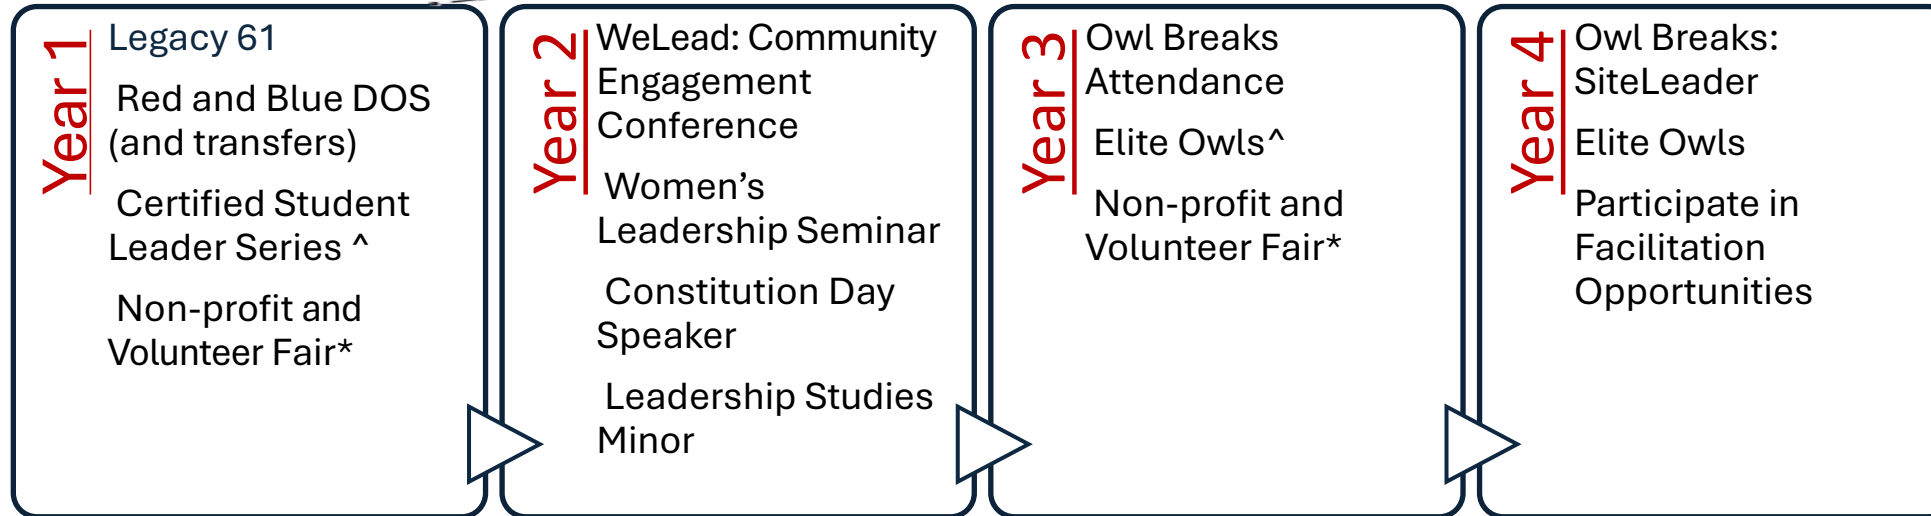 Year 1
Legacy 61
Red and Blue DOS
(and transfers)
Certified Student
Leader Series ^
Non-profit and
Volunteer Fair*
Year 2
WeLead: Community
Engagement
Conference
Women’s
Leadership Seminar
Constitution Day
Speaker
Leadership Studies
Minor
Year 3
Owl Breaks
Attendance
Elite Owls^
Non-profit and
Volunteer Fair*
Year 4
Owl Breaks:
SiteLeader
Elite Owls
Participate in
Facilitation
Opportunities